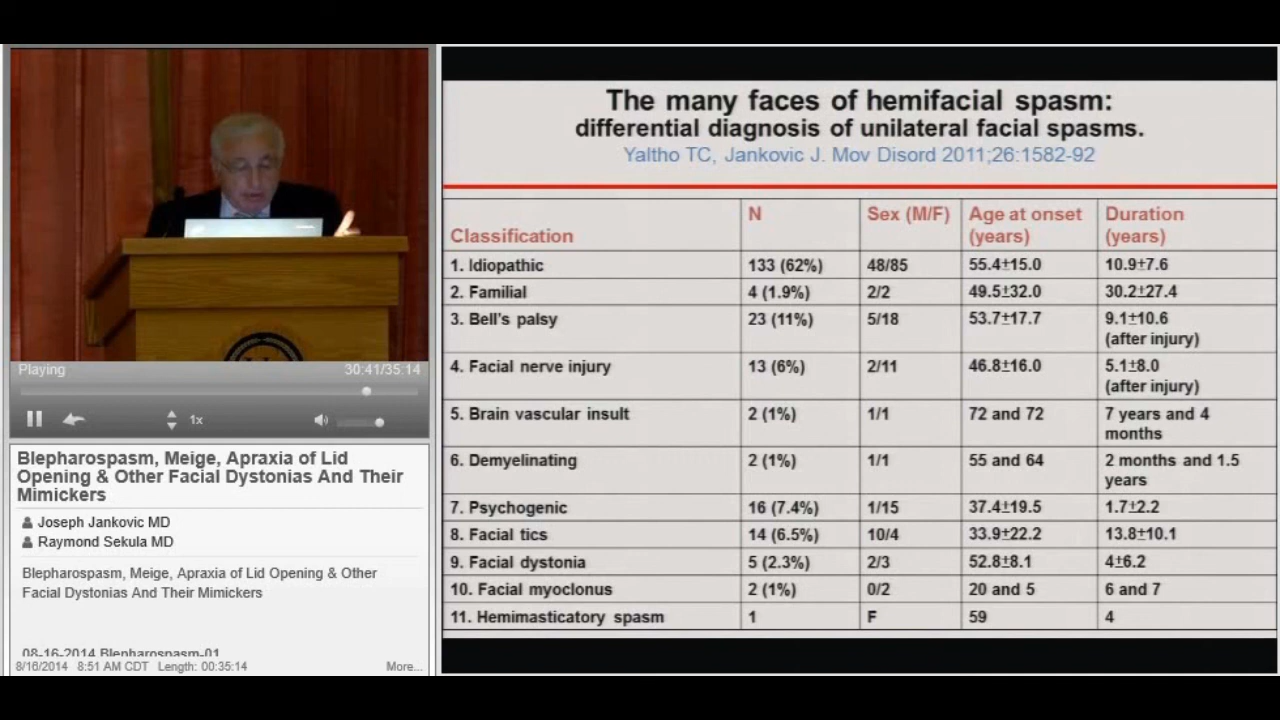 Playing
30:41/35:14
1x
Blepharospasm, Meige, Apraxia of Lid
Opening & Other Facial Dystonias And Their
Mimickers
Joseph Jankovic MD
Raymond Sekula MD
Blepharospasm, Meige, Apraxia of Lid Opening & Other
Facial Dystonias And Their Mimickers
08-16-2014 Blepharospasm-01
8/16/2014 8:51 AM CDT Length: 00:35:14 More...
The many faces of hemifacial spasm:
differential diagnosis of unilateral facial spasms.
Yaltho TC, Jankovic J. Mov Disord 2011;26:1582-92
Classification N Sex (M/F) Age at onset (years) Duration (years)
1. Idiopathic 133 (62%) 48/85 55.4±15.0 10.9±7.6
2. Familial 4 (1.9%) 2/2 49.5±32.0 30.2±27.4
3. Bell's palsy 23 (11%) 5/18 53.7±17.7 9.1±10.6
(after injury)
4. Facial nerve injury 13 (6%) 2/11 46.8±16.0 5.1±8.0
(after injury)
5. Brain vascular insult 2 (1%) 1/1 72 and 72 7 years and 4
months
6. Demyelinating 2 (1%) 1/1 55 and 64 2 months and 1.5
years
7. Psychogenic 16 (7.4%) 1/15 37.4±19.5 1.7±2.2
8. Facial tics 14 (6.5%) 10/4 33.9±22.2 13.8±10.1
9. Facial dystonia 5 (2.3%) 2/3 52.8±8.1 4±6.2
10. Facial myoclonus 2 (1%) 0/2 20 and 5 6 and 7
11. Hemimasticatory spasm 1 F 59 4